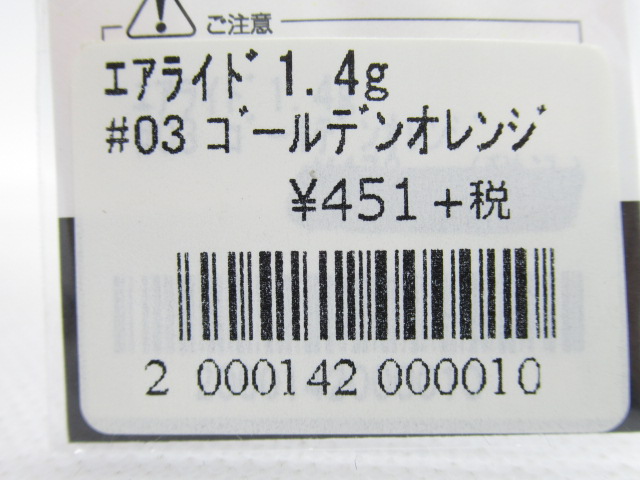 ご注意
ｴｱﾗｲﾄﾞ 1.4g
#03 ｺﾞｰﾙﾃﾞﾝｵﾚﾝｼﾞ
¥451+税
2 000142 000010